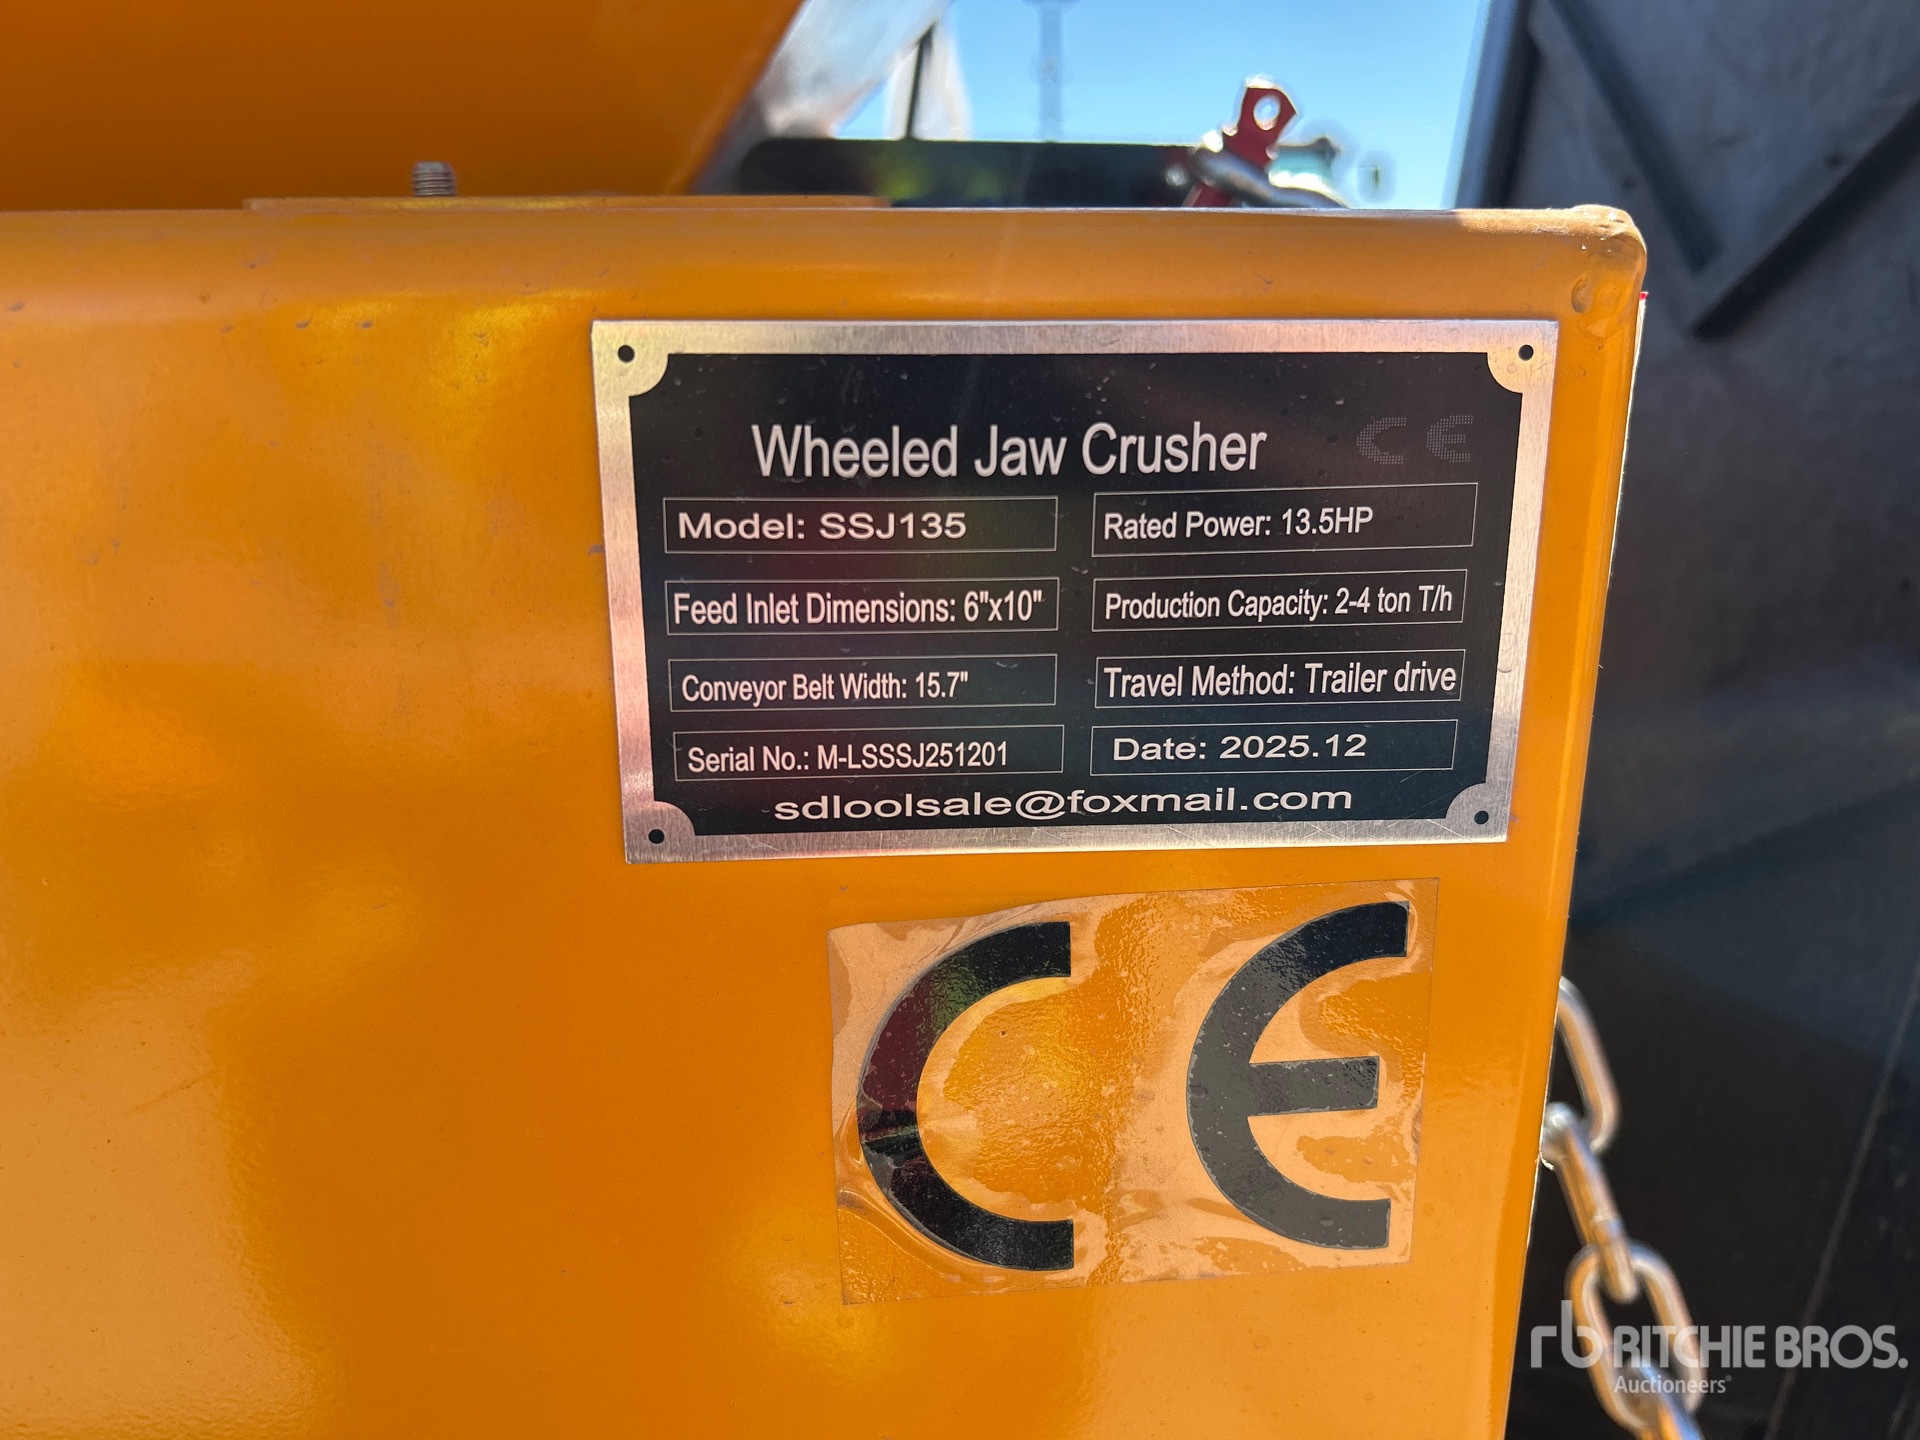 Wheeled Jaw Crusher CE
Model: SSJ135
Rated Power: 13.5HP
Feed Inlet Dimensions: 6"x10"
Production Capacity: 2-4 ton T/h
Conveyor Belt Width: 15.7"
Travel Method: Trailer drive
Serial No.: M-LSSSJ251201
Date: 2025.12
sdloolsale@foxmail.com
CE
rb RITCHIE BROS.
Auctioneers®